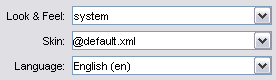 Look & Feel: system
Skin: @default.xml
Language: English (en)